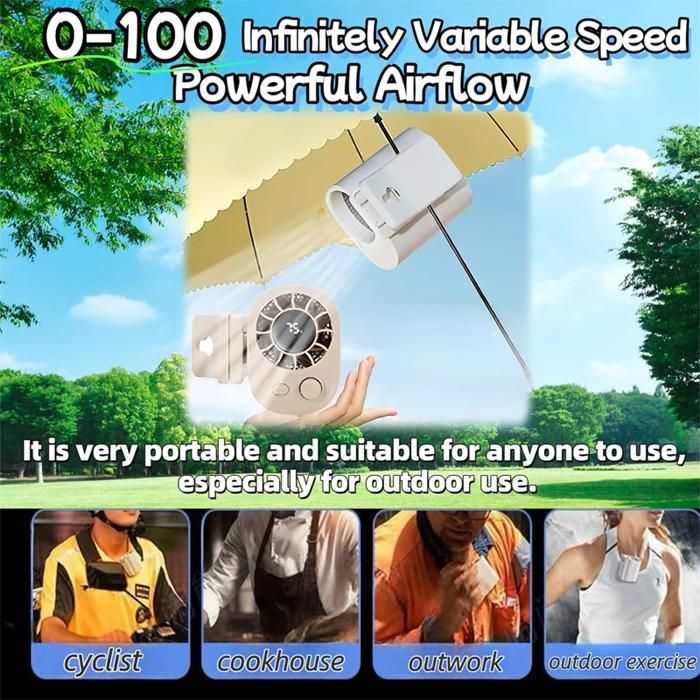 0-100 Infinitely Variable Speed
Powerful Airflow
75
It is very portable and suitable for anyone to use,
especially for outdoor use.
cyclist
cookhouse
outwork
outdoor exercise